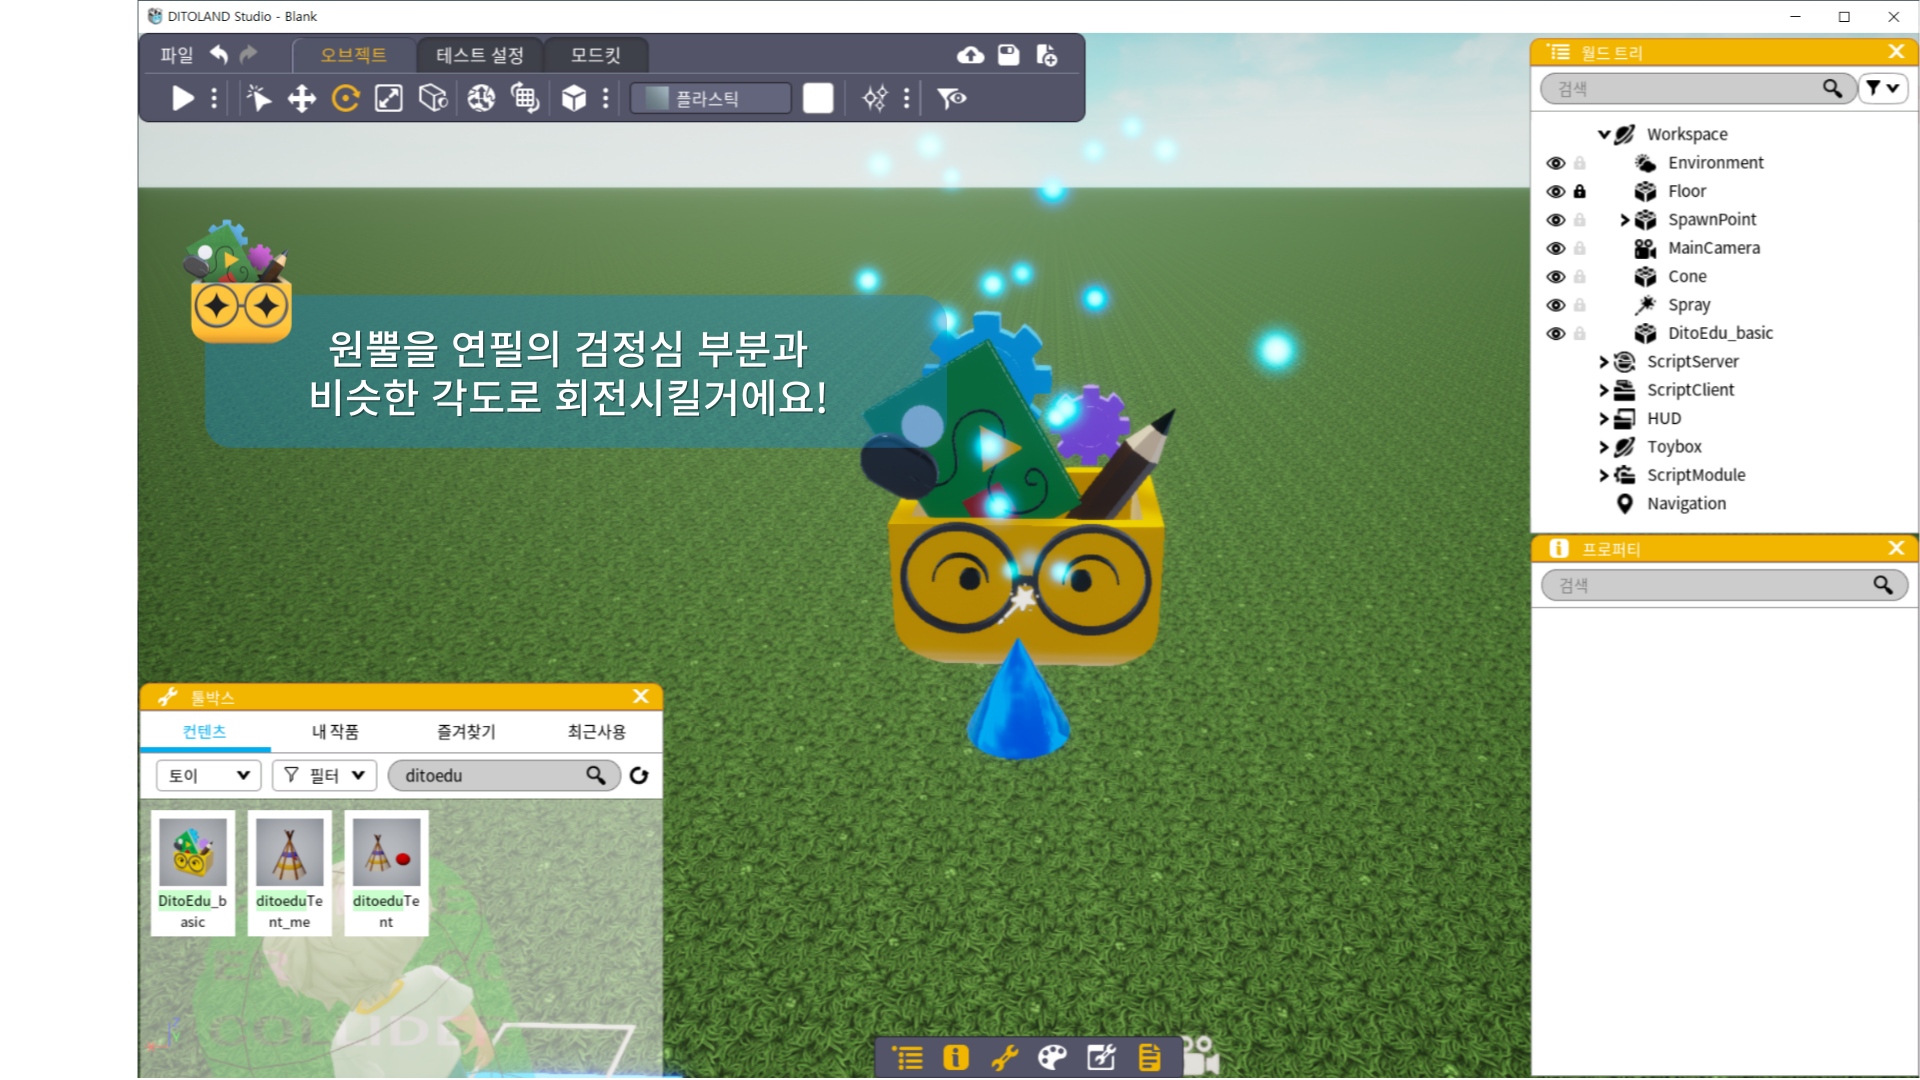 DITOLAND Studio - Blank
파일
오브젝트
테스트 설정
모드킷
플라스틱
원뿔을 연필의 검정심 부분과
비슷한 각도로 회전시킬거에요!
월드 트리
검색
Workspace
Environment
Floor
SpawnPoint
MainCamera
Cone
Spray
DitoEdu_basic
ScriptServer
ScriptClient
HUD
Toybox
ScriptModule
Navigation
프로퍼티
검색
툴박스
컨텐츠
내 작품
즐겨찾기
최근사용
토이
필터
ditoedu
DitoEdu_b
asic
ditoeduTe
nt_me
ditoeduTe
nt